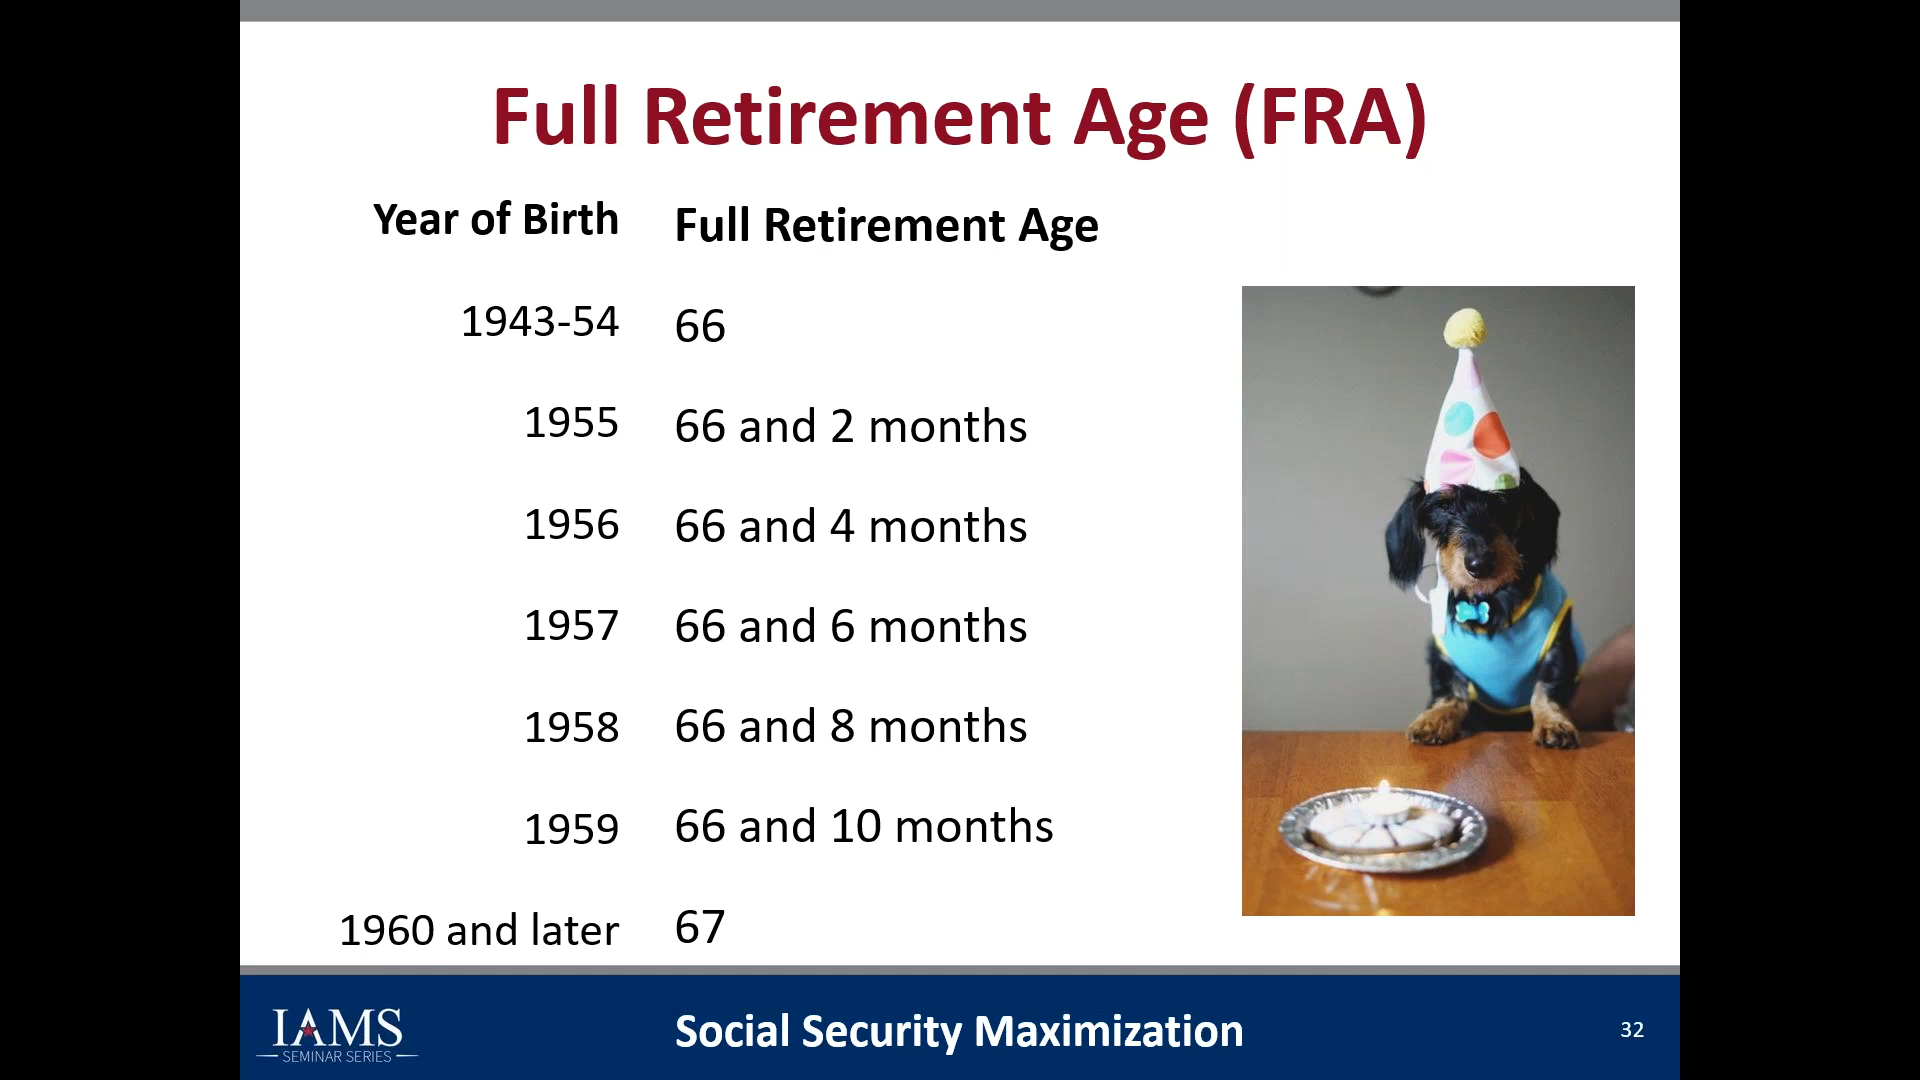 Full Retirement Age (FRA)
Year of Birth Full Retirement Age
1943-54 66
1955 66 and 2 months
1956 66 and 4 months
1957 66 and 6 months
1958 66 and 8 months
1959 66 and 10 months
1960 and later 67
IAMS
SEMINAR SERIES
Social Security Maximization
32